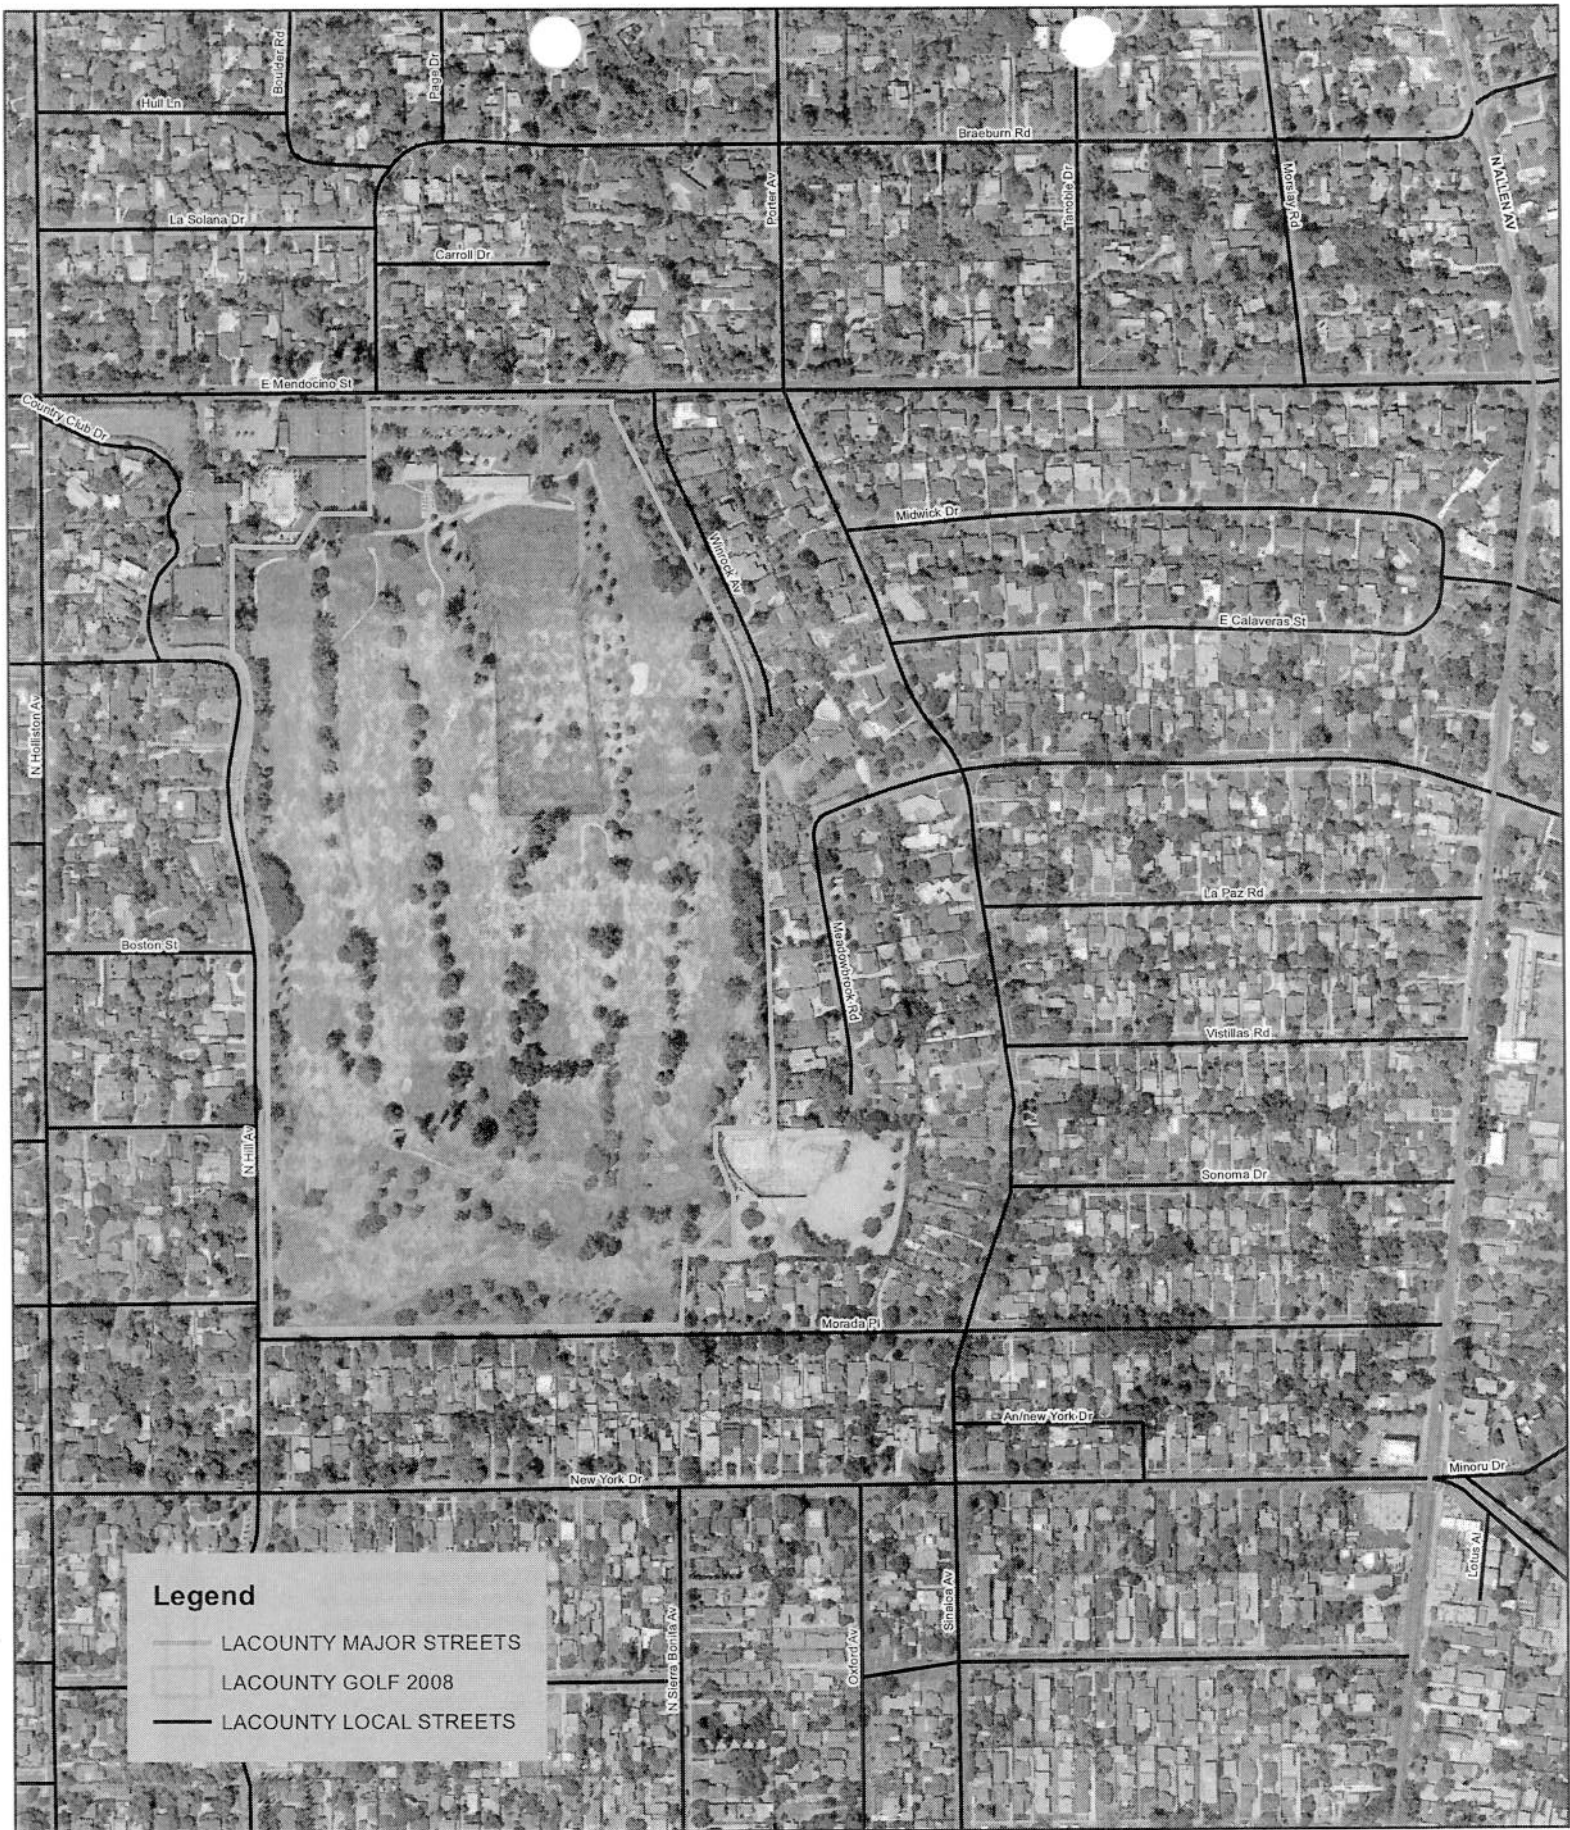 Boulder Rd
Page Dr
Hull Ln
Braeburn Rd
N ALLEN AV
Porter Av
Tanoble Dr
Morslay Rd
La Solana Dr
Carroll Dr
E Mendocino St
Country Club Dr
Midwick Dr
Winrock Av
E Calaveras St
N Holliston Av
La Paz Rd
Meadowbrook Rd
Boston St
Vistillas Rd
N Hill Av
Sonoma Dr
Morada Pl
An/new York Dr
New York Dr
Minoru Dr
Lotus Al
Sinaloa Av
Oxford Av
N Sierra Bonita Av
Legend
LACOUNTY MAJOR STREETS
LACOUNTY GOLF 2008
LACOUNTY LOCAL STREETS